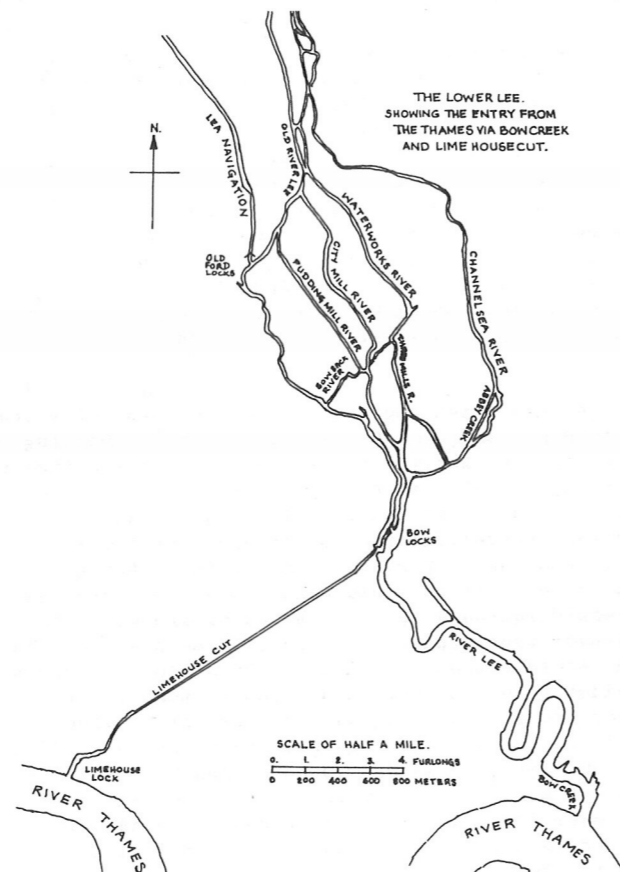 THE LOWER LEE.
SHOWING THE ENTRY FROM
THE THAMES VIA BOW CREEK
AND LIME HOUSE CUT.
N.
LEA NAVIGATION
OLD RIVER LEE
WATERWORKS RIVER
CITY MILL RIVER
PUDDING MILL RIVER
CHANNELSEA RIVER
OLD
FORD
LOCKS
BOW BACK
RIVER
THREE MILLS R.
ABBEY CREEK
BOW
LOCKS
RIVER LEE
LIMEHOUSE CUT
SCALE OF HALF A MILE.
0. 1. 2. 3. 4. FURLONGS
0 200 400 600 800 METERS
LIMEHOUSE
LOCK
BOW CREEK
RIVER THAMES
RIVER THAMES